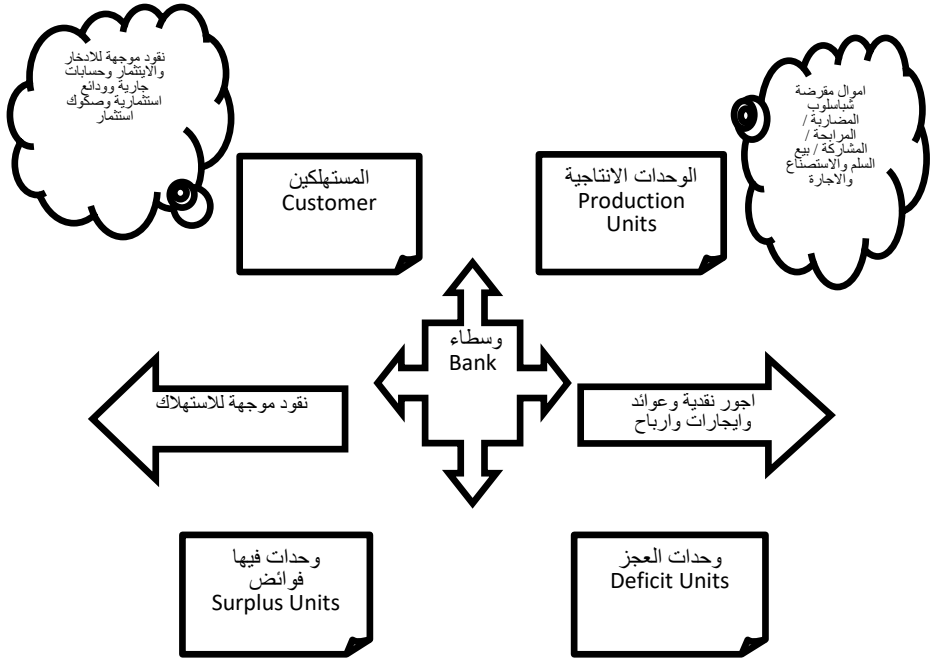 نقود موجهة للادخار
والايتثمار وحسابات
جارية وودائع
استثمارية وصكوك
استثمار
اموال مقرضة
شباسلوب
المضاربة /
المرابحة /
المشاركة / بيع
السلم والاستصناع
والاجارة
المستهلكين
Customer
الوحدات الانتاجية
Production
Units
وسطاء
Bank
نقود موجهة للاستهلاك
اجور نقدية وعوائد
وايجارات وارباح
وحدات فيها
فوائض
Surplus Units
وحدات العجز
Deficit Units